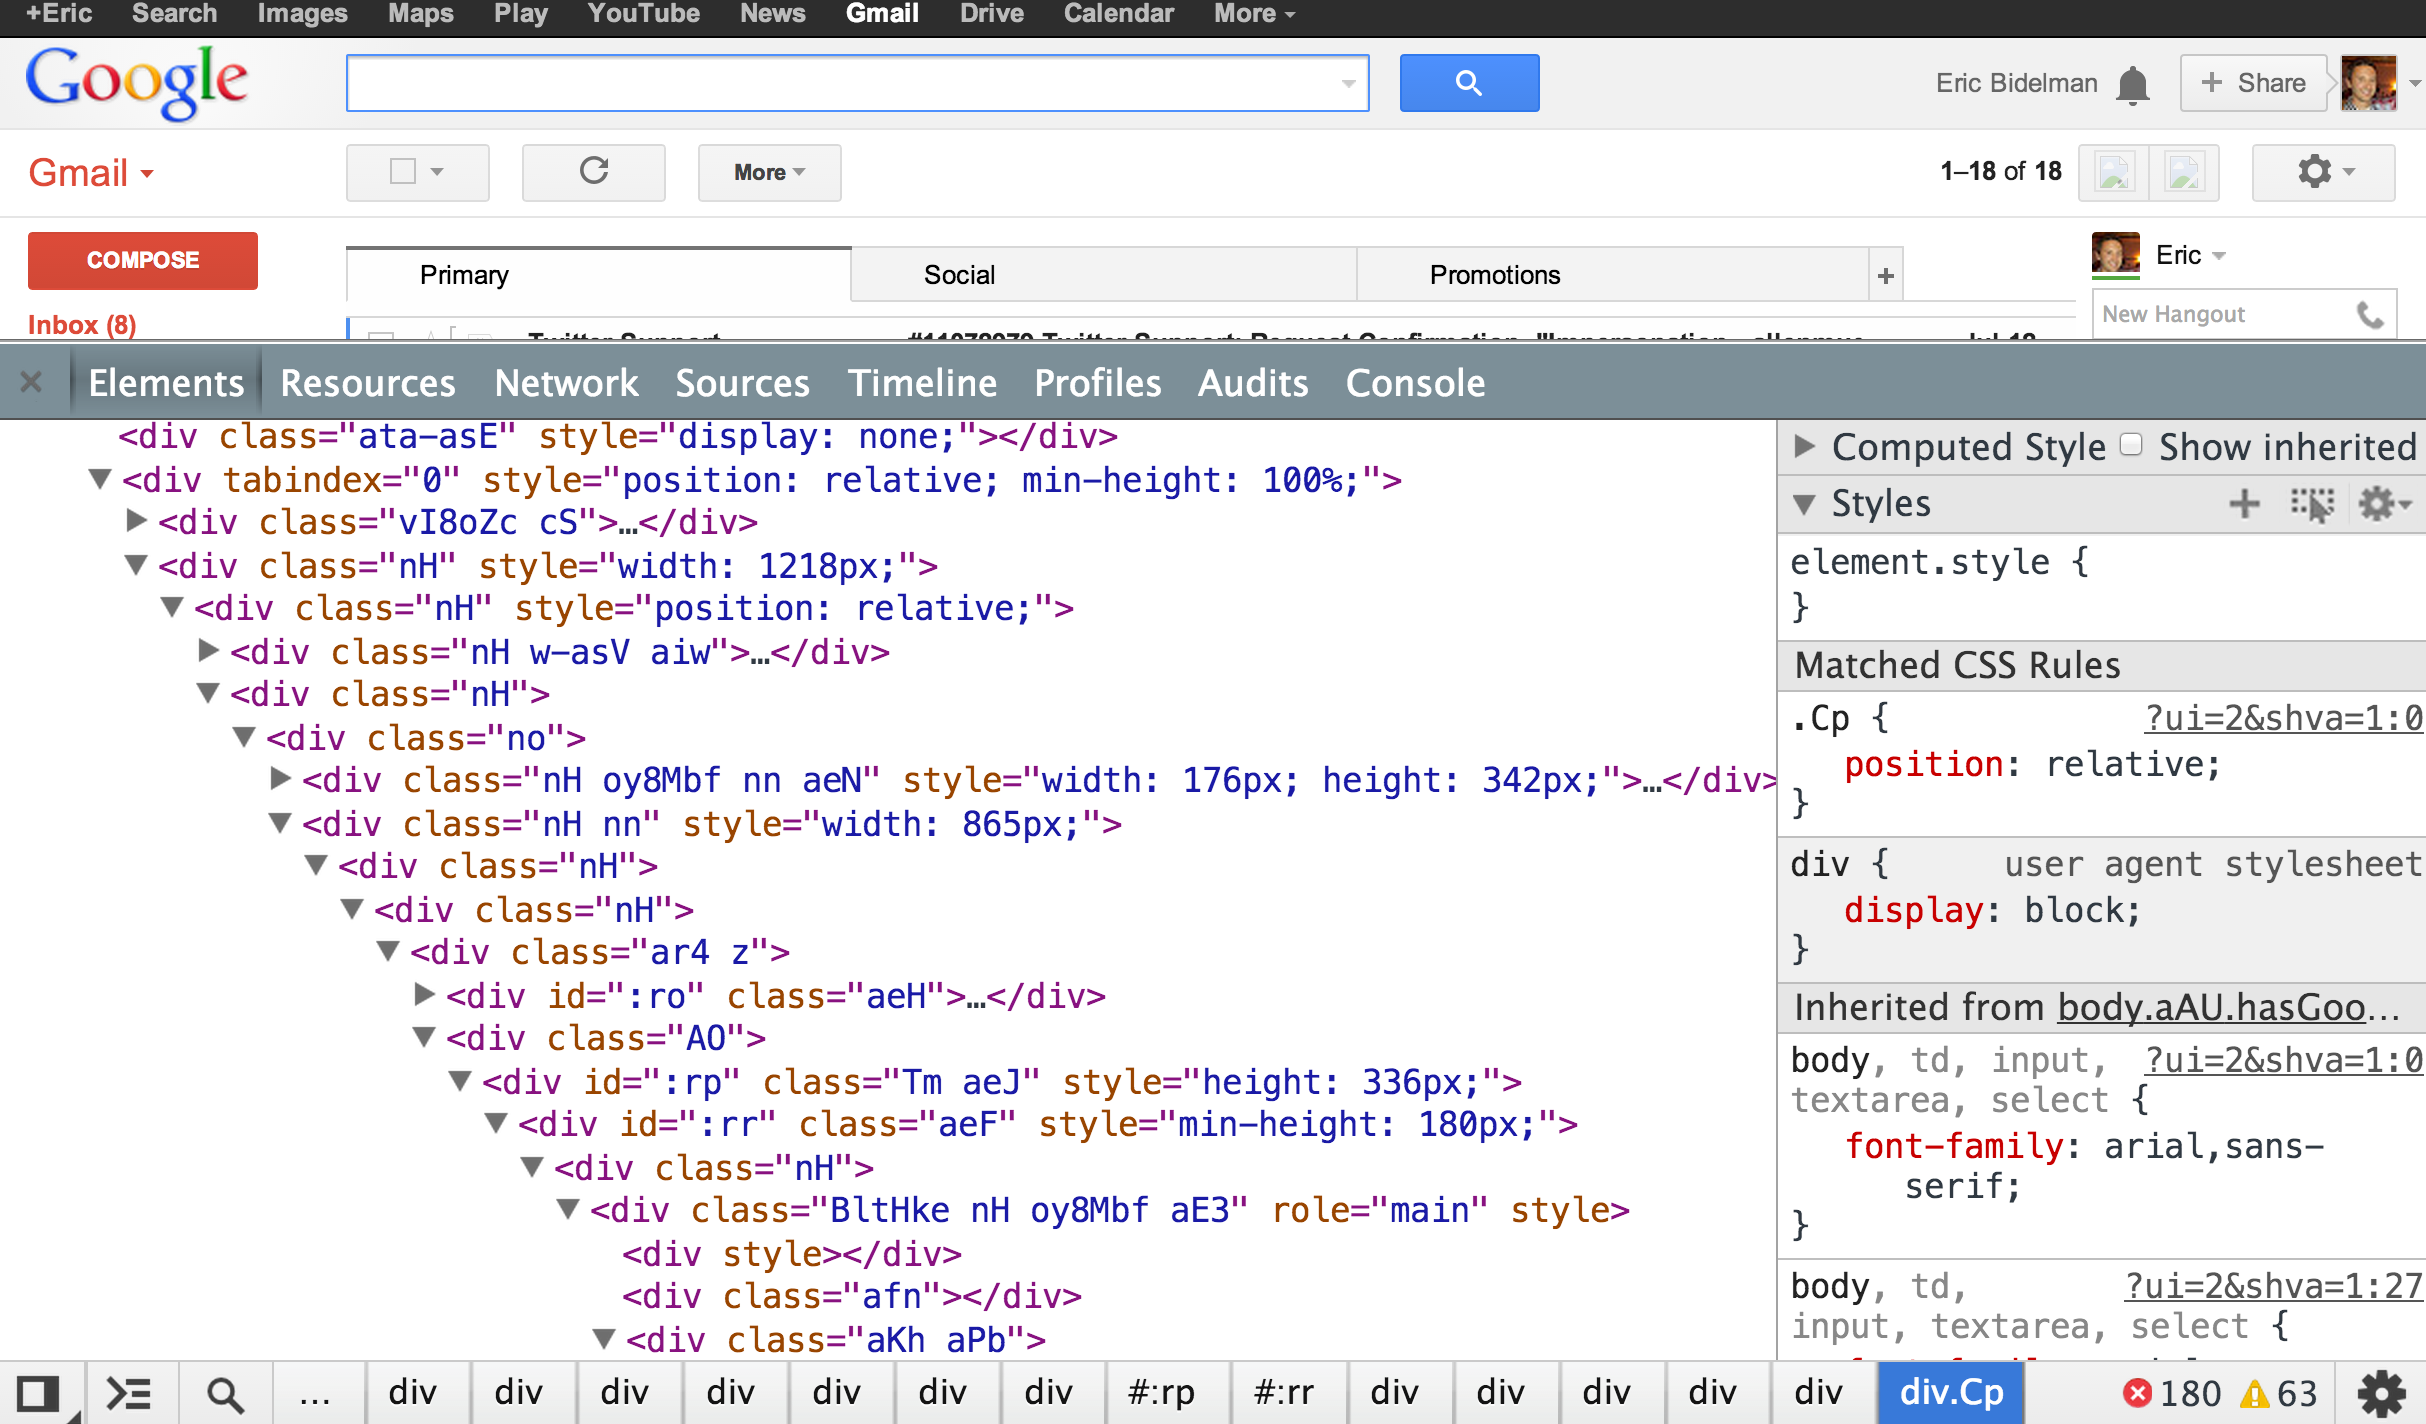 +Eric Search Images Maps Play YouTube News Gmail Drive Calendar More
Google
Eric Bidelman + Share
Gmail More 1–18 of 18
COMPOSE
Primary Social Promotions +
Eric
Inbox (8)
New Hangout
Twitter Support #11078979 Twitter Support: Request Confirmation
× Elements Resources Network Sources Timeline Profiles Audits Console
<div class="ata-asE" style="display: none;"></div>
<div tabindex="0" style="position: relative; min-height: 100%;">
<div class="vI8oZc cS">…</div>
<div class="nH" style="width: 1218px;">
<div class="nH" style="position: relative;">
<div class="nH w-asV aiw">…</div>
<div class="nH">
<div class="no">
<div class="nH oy8Mbf nn aeN" style="width: 176px; height: 342px;">…</div>
<div class="nH nn" style="width: 865px;">
<div class="nH">
<div class="nH">
<div class="ar4 z">
<div id=":ro" class="aeH">…</div>
<div class="AO">
<div id=":rp" class="Tm aeJ" style="height: 336px;">
<div id=":rr" class="aeF" style="min-height: 180px;">
<div class="nH">
<div class="BltHke nH oy8Mbf aE3" role="main" style>
<div style></div>
<div class="afn"></div>
<div class="aKh aPb">
Computed Style Show inherited
Styles
element.style {
}
Matched CSS Rules
.Cp { ?ui=2&shva=1:0
position: relative;
}
div { user agent stylesheet
display: block;
}
Inherited from body.aAU.hasGoo…
body, td, input, ?ui=2&shva=1:0
textarea, select {
font-family: arial,sans-
serif;
}
body, td, ?ui=2&shva=1:27
input, textarea, select {
... div div div div div div div #:rp #:rr div div div div div div.Cp 180 63